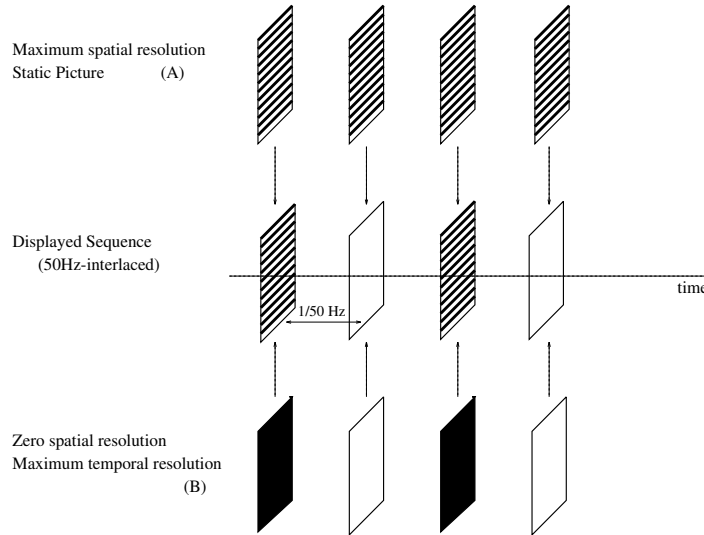 Maximum spatial resolution
Static Picture (A)
Displayed Sequence
(50Hz-interlaced)
time
1/50 Hz
Zero spatial resolution
Maximum temporal resolution
(B)